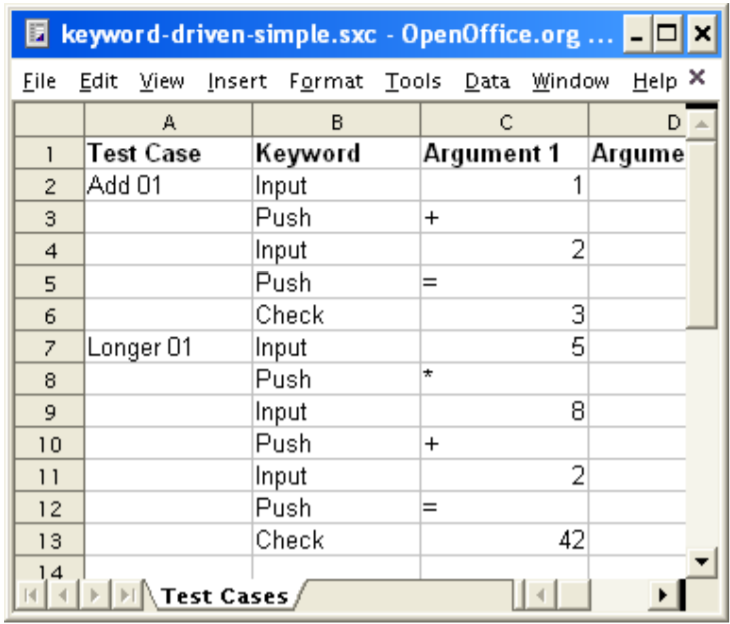 keyword-driven-simple.sxc - OpenOffice.org ...
File Edit View Insert Format Tools Data Window Help
A B C D
1 Test Case Keyword Argument 1 Argume
2 Add 01 Input 1
3 Push +
4 Input 2
5 Push =
6 Check 3
7 Longer 01 Input 5
8 Push *
9 Input 8
10 Push +
11 Input 2
12 Push =
13 Check 42
14
Test Cases